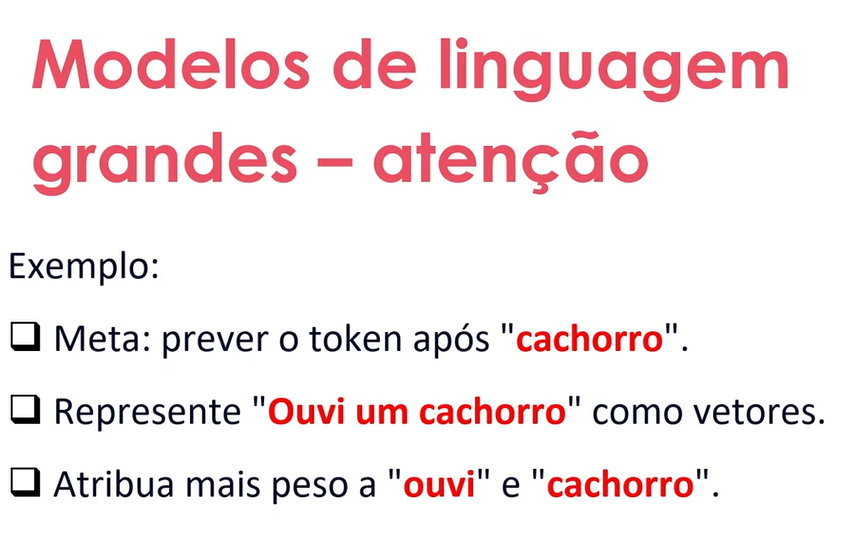 Modelos de linguagem
grandes – atenção
Exemplo:
❑ Meta: prever o token após "cachorro".
❑ Represente "Ouvi um cachorro" como vetores.
❑ Atribua mais peso a "ouvi" e "cachorro".